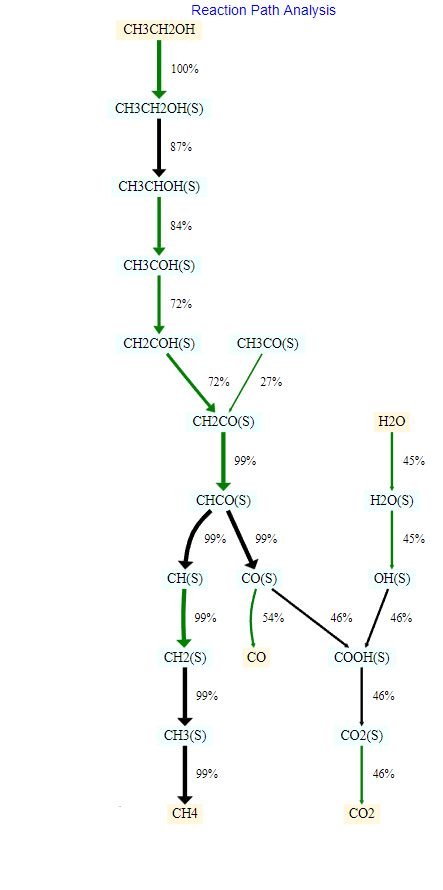 Reaction Path Analysis
CH3CH2OH
100%
CH3CH2OH(S)
87%
CH3CHOH(S)
84%
CH3COH(S)
72%
CH2COH(S) CH3CO(S)
72% 27%
CH2CO(S) H2O
99% 45%
CHCO(S) H2O(S)
99% 99% 45%
CH(S) CO(S) OH(S)
99% 54% 46% 46%
CH2(S) CO COOH(S)
99% 46%
CH3(S) CO2(S)
99% 46%
CH4 CO2